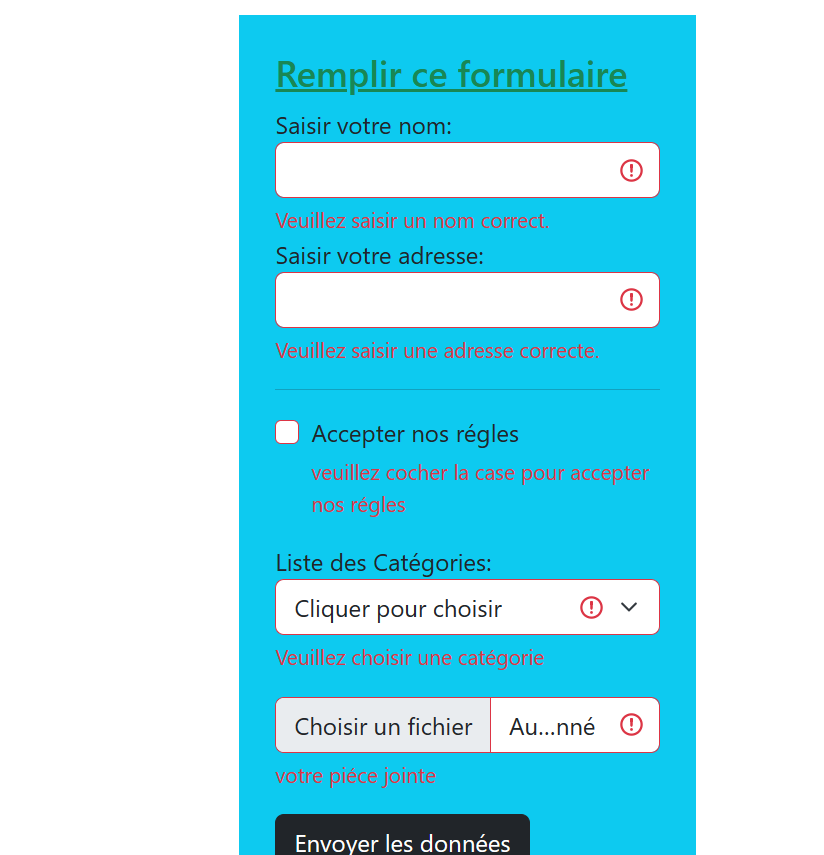 Remplir ce formulaire
Saisir votre nom:
Veuillez saisir un nom correct.
Saisir votre adresse:
Veuillez saisir une adresse correcte.
Accepter nos régles
veuillez cocher la case pour accepter
nos régles
Liste des Catégories:
Cliquer pour choisir
Veuillez choisir une catégorie
Choisir un fichier Au...nné
votre piéce jointe
Envoyer les données